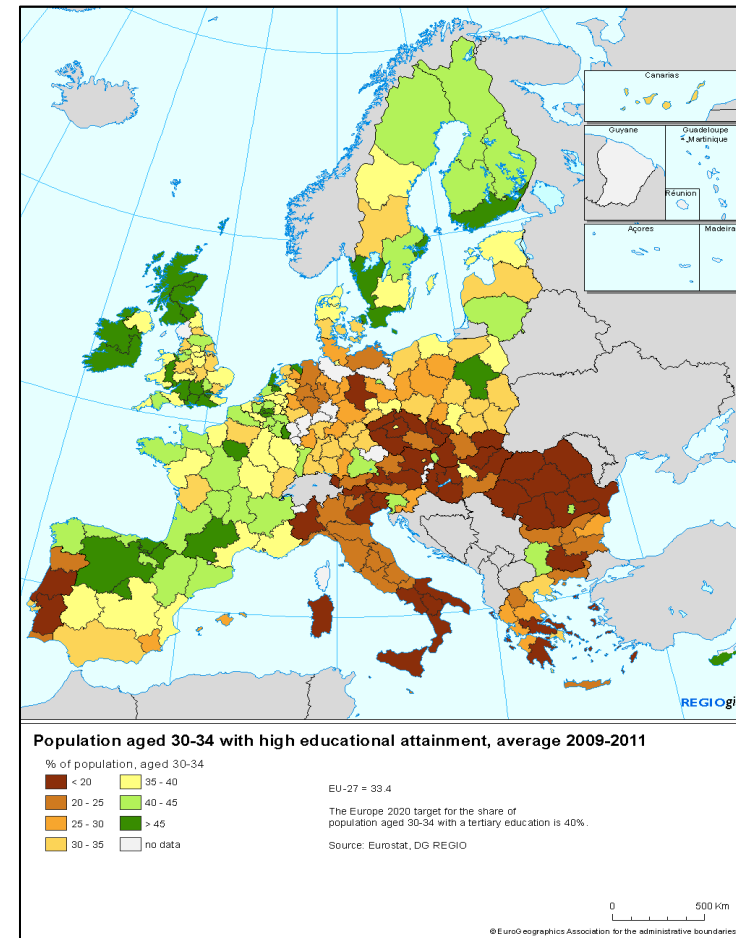 Canarias
Guyane
Guadeloupe
Martinique
Réunion
Açores
Madeira
REGIOgi
Population aged 30-34 with high educational attainment, average 2009-2011
% of population, aged 30-34
< 20
35 - 40
20 - 25
40 - 45
25 - 30
> 45
30 - 35
no data
EU-27 = 33.4
The Europe 2020 target for the share of
population aged 30-34 with a tertiary education is 40%.
Source: Eurostat, DG REGIO
0 500 Km
© EuroGeographics Association for the administrative boundaries